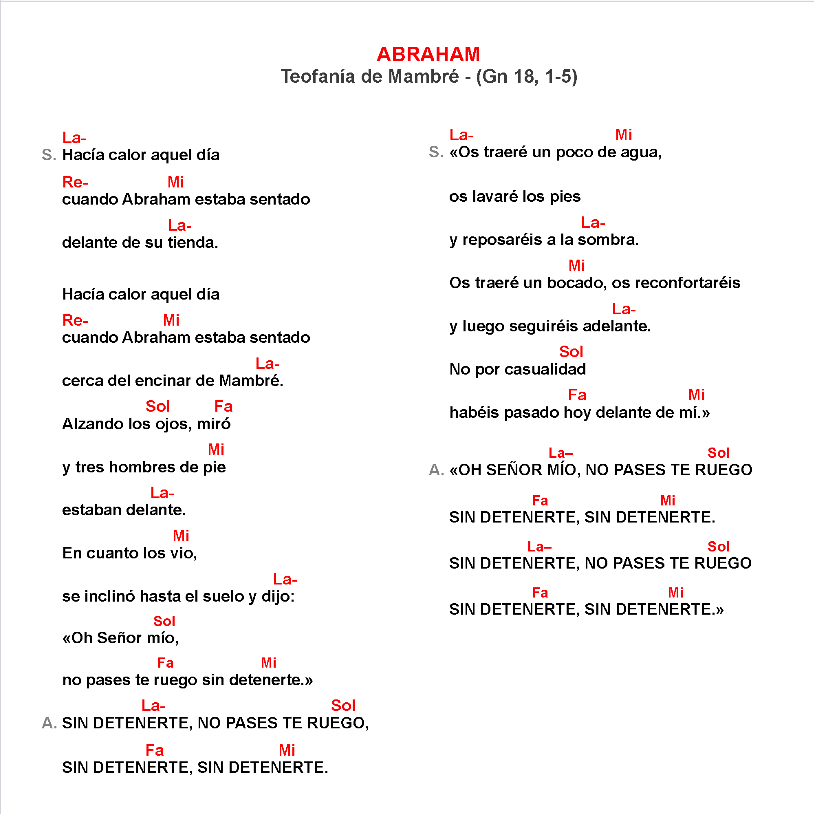 ABRAHAM
Teofanía de Mambré - (Gn 18, 1-5)
La-
S. Hacía calor aquel día
Re- Mi
cuando Abraham estaba sentado
La-
delante de su tienda.
Hacía calor aquel día
Re- Mi
cuando Abraham estaba sentado
La-
cerca del encinar de Mambré.
Sol Fa
Alzando los ojos, miró
Mi
y tres hombres de pie
La-
estaban delante.
Mi
En cuanto los vio,
La-
se inclinó hasta el suelo y dijo:
Sol
«Oh Señor mío,
Fa Mi
no pases te ruego sin detenerte.»
La- Sol
A. SIN DETENERTE, NO PASES TE RUEGO,
Fa Mi
SIN DETENERTE, SIN DETENERTE.
La- Mi
S. «Os traeré un poco de agua,
os lavaré los pies
La-
y reposaréis a la sombra.
Mi
Os traeré un bocado, os reconfortaréis
La-
y luego seguiréis adelante.
Sol
No por casualidad
Fa Mi
habéis pasado hoy delante de mí.»
La– Sol
A. «OH SEÑOR MÍO, NO PASES TE RUEGO
Fa Mi
SIN DETENERTE, SIN DETENERTE.
La– Sol
SIN DETENERTE, NO PASES TE RUEGO
Fa Mi
SIN DETENERTE, SIN DETENERTE.»